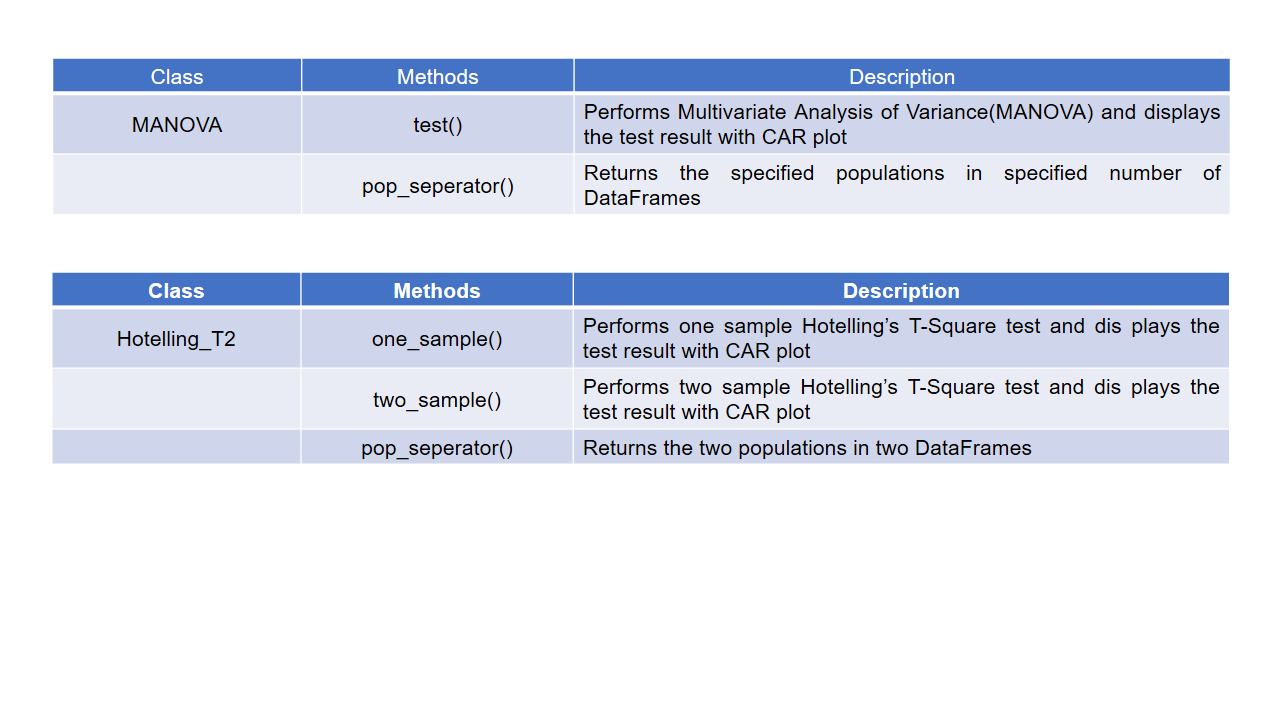 Class Methods Description
MANOVA test() Performs Multivariate Analysis of Variance(MANOVA) and displays
the test result with CAR plot
pop_seperator() Returns the specified populations in specified number of
DataFrames
Class Methods Description
Hotelling_T2 one_sample() Performs one sample Hotelling’s T-Square test and dis plays the
test result with CAR plot
two_sample() Performs two sample Hotelling’s T-Square test and dis plays the
test result with CAR plot
pop_seperator() Returns the two populations in two DataFrames